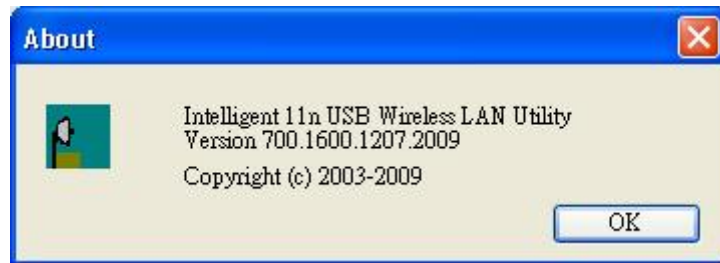 About
Intelligent 11n USB Wireless LAN Utility
Version 700.1600.1207.2009
Copyright (c) 2003-2009
OK